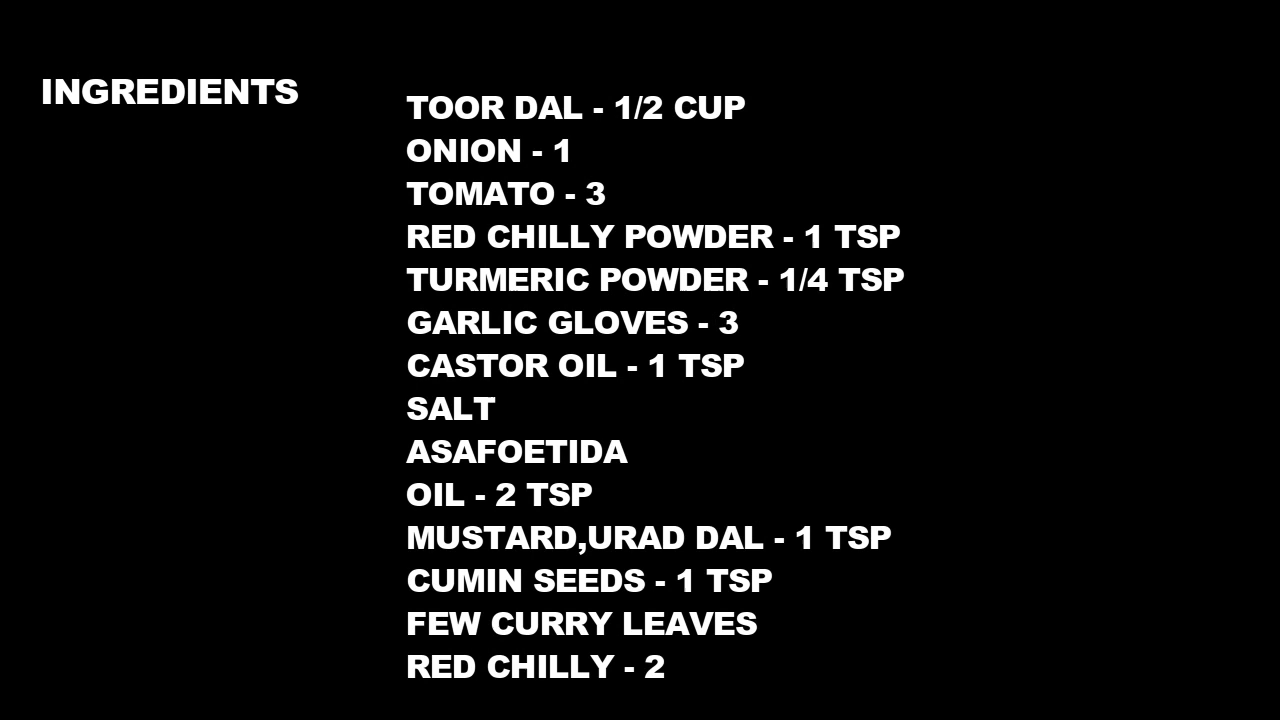 INGREDIENTS
TOOR DAL - 1/2 CUP
ONION - 1
TOMATO - 3
RED CHILLY POWDER - 1 TSP
TURMERIC POWDER - 1/4 TSP
GARLIC GLOVES - 3
CASTOR OIL - 1 TSP
SALT
ASAFOETIDA
OIL - 2 TSP
MUSTARD,URAD DAL - 1 TSP
CUMIN SEEDS - 1 TSP
FEW CURRY LEAVES
RED CHILLY - 2